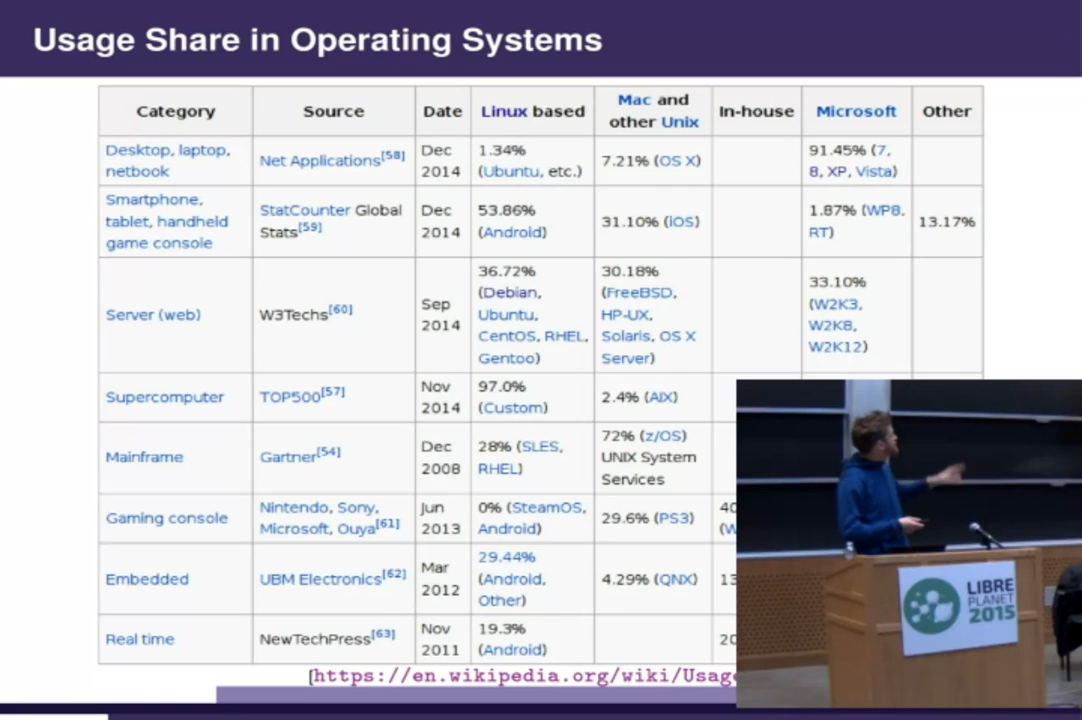 Usage Share in Operating Systems
Category Source Date Linux based Mac and other Unix In-house Microsoft Other
Desktop, laptop, netbook Net Applications[58] Dec 2014 1.34% (Ubuntu, etc.) 7.21% (OS X) 91.45% (7, 8, XP, Vista)
Smartphone, tablet, handheld game console StatCounter Global Stats[59] Dec 2014 53.86% (Android) 31.10% (iOS) 1.87% (WP8, RT) 13.17%
Server (web) W3Techs[60] Sep 2014 36.72% (Debian, Ubuntu, CentOS, RHEL, Gentoo) 30.18% (FreeBSD, HP-UX, Solaris, OS X Server) 33.10% (W2K3, W2K8, W2K12)
Supercomputer TOP500[57] Nov 2014 97.0% (Custom) 2.4% (AIX)
Mainframe Gartner[54] Dec 2008 28% (SLES, RHEL) 72% (z/OS) UNIX System Services
Gaming console Nintendo, Sony, Microsoft, Ouya[61] Jun 2013 0% (SteamOS, Android) 29.6% (PS3)
Embedded UBM Electronics[62] Mar 2012 29.44% (Android, Other) 4.29% (QNX)
Real time NewTechPress[63] Nov 2011 19.3% (Android)
[https://en.wikipedia.org/wiki/Usage
LIBRE
PLANET
2015